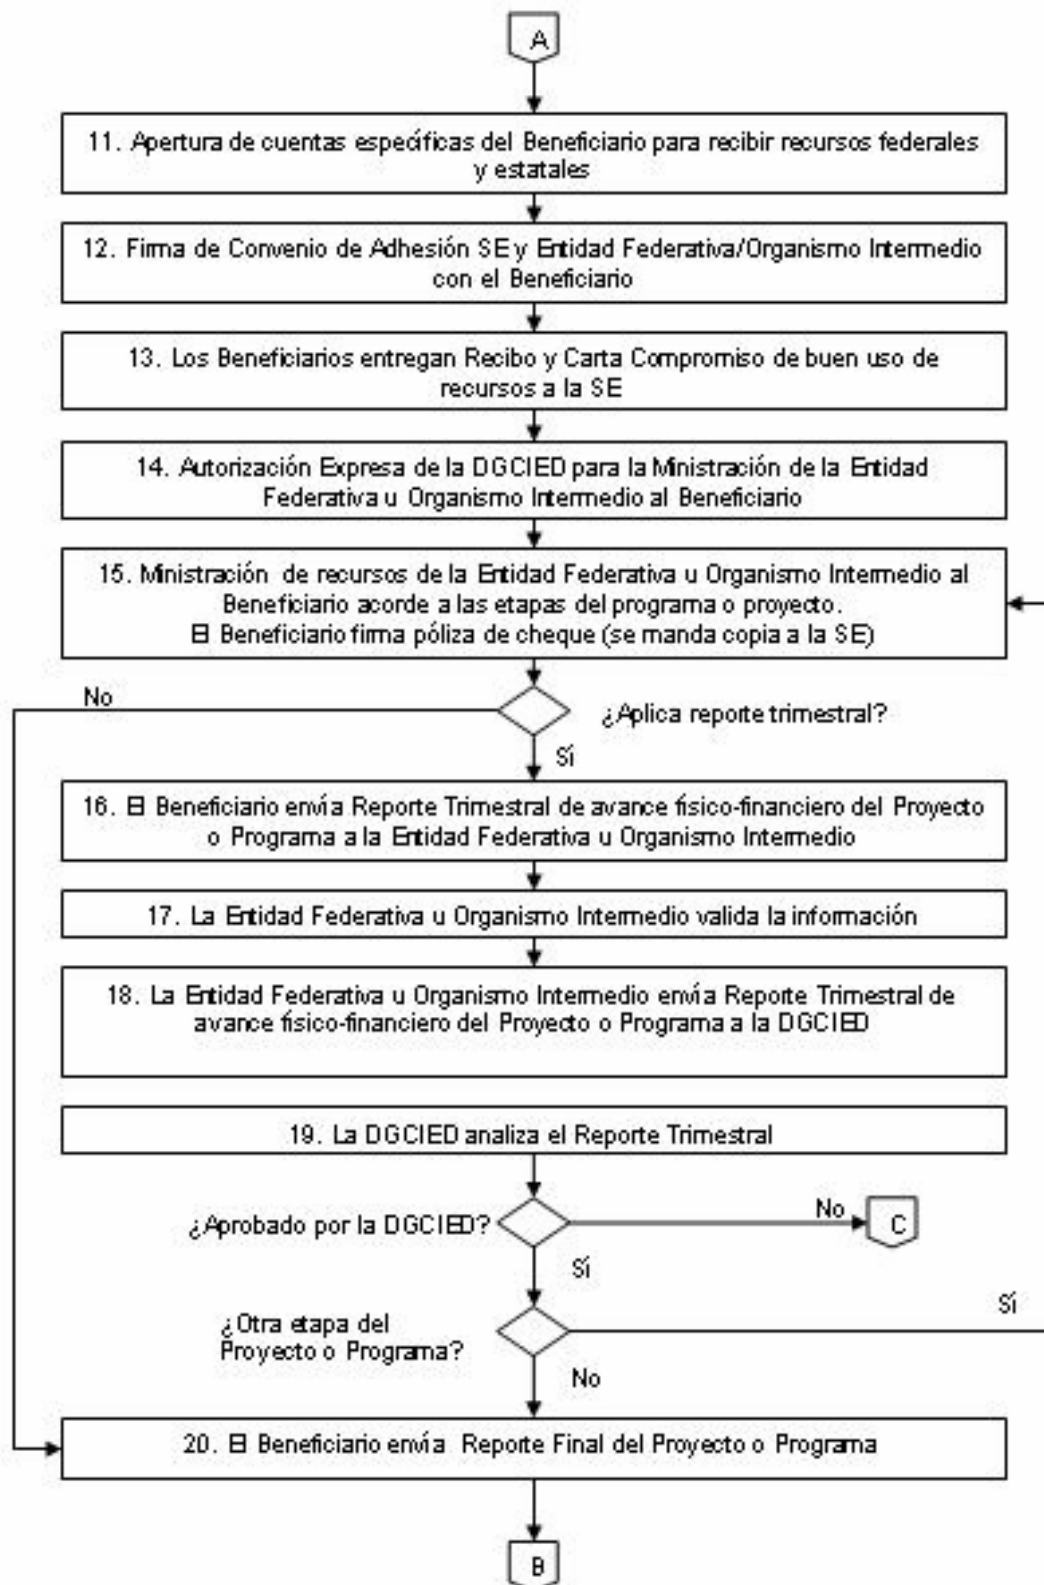 A
11. Apertura de cuentas específicas del Beneficiario para recibir recursos federales
y estatales
12. Firma de Convenio de Adhesión SE y Entidad Federativa/Organismo Intermedio
con el Beneficiario
13. Los Beneficiarios entregan Recibo y Carta Compromiso de buen uso de
recursos a la SE
14. Autorización Expresa de la DGCIED para la Ministración de la Entidad
Federativa u Organismo Intermedio al Beneficiario
15. Ministración de recursos de la Entidad Federativa u Organismo Intermedio al
Beneficiario acorde a las etapas del programa o proyecto.
El Beneficiario firma póliza de cheque (se manda copia a la SE)
No
¿Aplica reporte trimestral?
Sí
16. El Beneficiario envía Reporte Trimestral de avance físico-financiero del Proyecto
o Programa a la Entidad Federativa u Organismo Intermedio
17. La Entidad Federativa u Organismo Intermedio valida la información
18. La Entidad Federativa u Organismo Intermedio envía Reporte Trimestral de
avance físico-financiero del Proyecto o Programa a la DGCIED
19. La DGCIED analiza el Reporte Trimestral
¿Aprobado por la DGCIED?
No
C
Sí
¿Otra etapa del
Proyecto o Programa?
Sí
No
20. El Beneficiario envía Reporte Final del Proyecto o Programa
B